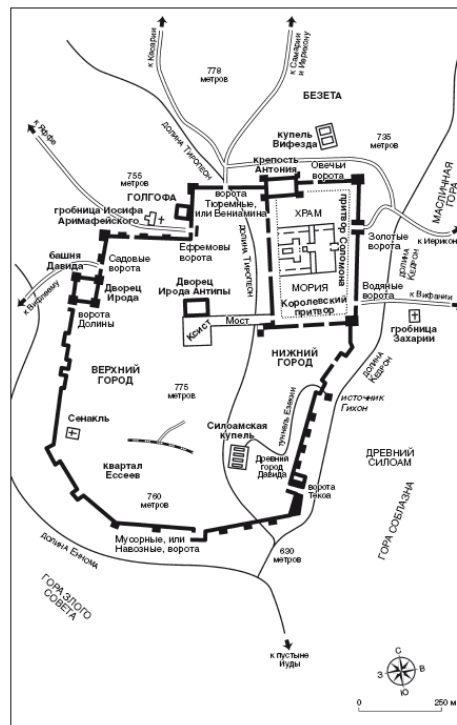 к Кесарии
к Самарии
и Иерихону
778
метров
БЕЗЕТА
купель
Вифезда
735
метров
к Яффе
долина Тиропеон
крепость
Антония
Овечьи
ворота
МАСЛИЧНАЯ
ГОРА
755
метров
ворота
Тюремные,
или Вениамина
ГОЛГОФА
гробница Иосифа
Аримафейского
ХРАМ
притвор Соломона
Золотые
ворота
к Иерихону
Ефремовы
ворота
долина Тиропеон
долина
Кедрон
башня
Давида
Садовые
ворота
Дворец
Ирода
Дворец
Ирода Антипы
МОРИЯ
Водяные
ворота
к Вифании
к Вифлеему
Королевский
притвор
ворота
Долины
Ксист
Мост
гробница
Захарии
ВЕРХНИЙ
ГОРОД
НИЖНИЙ
ГОРОД
долина
Кедрон
775
метров
туннель Езекии
источник
Гихон
Сенакль
Силоамская
купель
ДРЕВНИЙ
СИЛОАМ
квартал
Ессеев
Древний
город
Давида
ворота
Текоа
ГОРА СОБЛАЗНА
760
метров
Мусорные, или
Навозные, ворота
630
метров
долина Еннома
ГОРА ЗЛОГО
СОВЕТА
к пустыне
Иуды
С
З
В
Ю
0
250 м